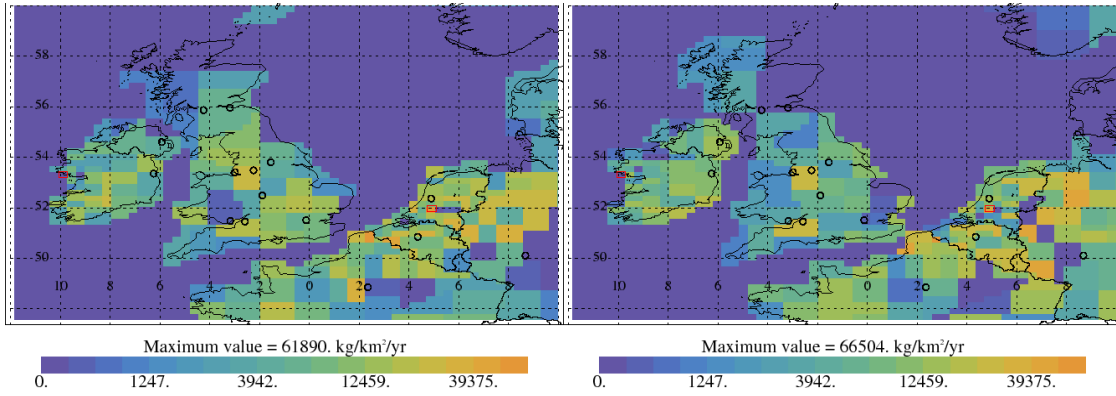 58 58
56 56
54 54
52 52
50 50
10 8 6 4 2 0 2 4 6 10 8 6 4 2 0 2 4 6
Maximum value = 61890. kg/km²/yr Maximum value = 66504. kg/km²/yr
0. 1247. 3942. 12459. 39375. 0. 1247. 3942. 12459. 39375.